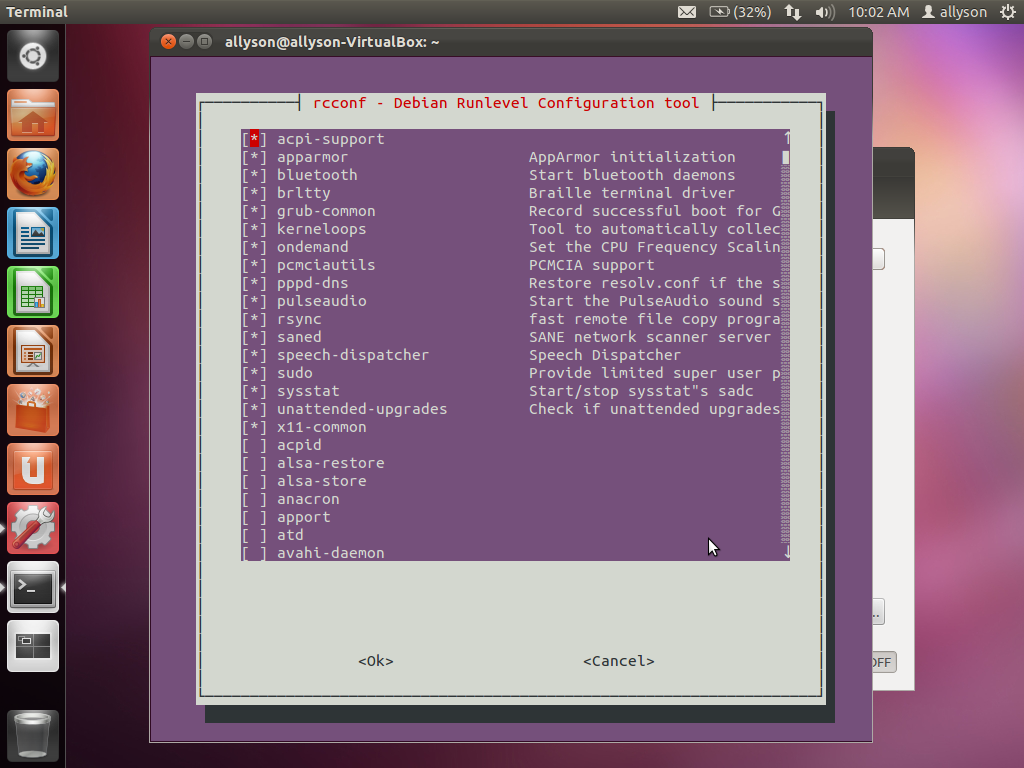 Terminal (32%) 10:02 AM allyson
allyson@allyson-VirtualBox: ~
rcconf - Debian Runlevel Configuration tool
[*] acpi-support
[*] apparmor AppArmor initialization
[*] bluetooth Start bluetooth daemons
[*] brltty Braille terminal driver
[*] grub-common Record successful boot for G
[*] kerneloops Tool to automatically collec
[*] ondemand Set the CPU Frequency Scalin
[*] pcmciautils PCMCIA support
[*] pppd-dns Restore resolv.conf if the s
[*] pulseaudio Start the PulseAudio sound s
[*] rsync fast remote file copy progra
[*] saned SANE network scanner server
[*] speech-dispatcher Speech Dispatcher
[*] sudo Provide limited super user p
[*] sysstat Start/stop sysstat"s sadc
[*] unattended-upgrades Check if unattended upgrades
[*] x11-common
[ ] acpid
[ ] alsa-restore
[ ] alsa-store
[ ] anacron
[ ] apport
[ ] atd
[ ] avahi-daemon
..
OFF
<Ok> <Cancel>